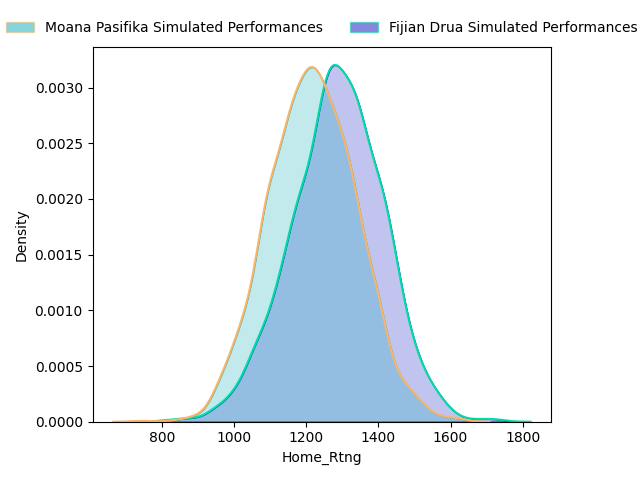 Moana Pasifika Simulated Performances
Fijian Drua Simulated Performances
0.0030
0.0025
0.0020
0.0015
0.0010
0.0005
0.0000
Density
800 1000 1200 1400 1600 1800
Home_Rtng